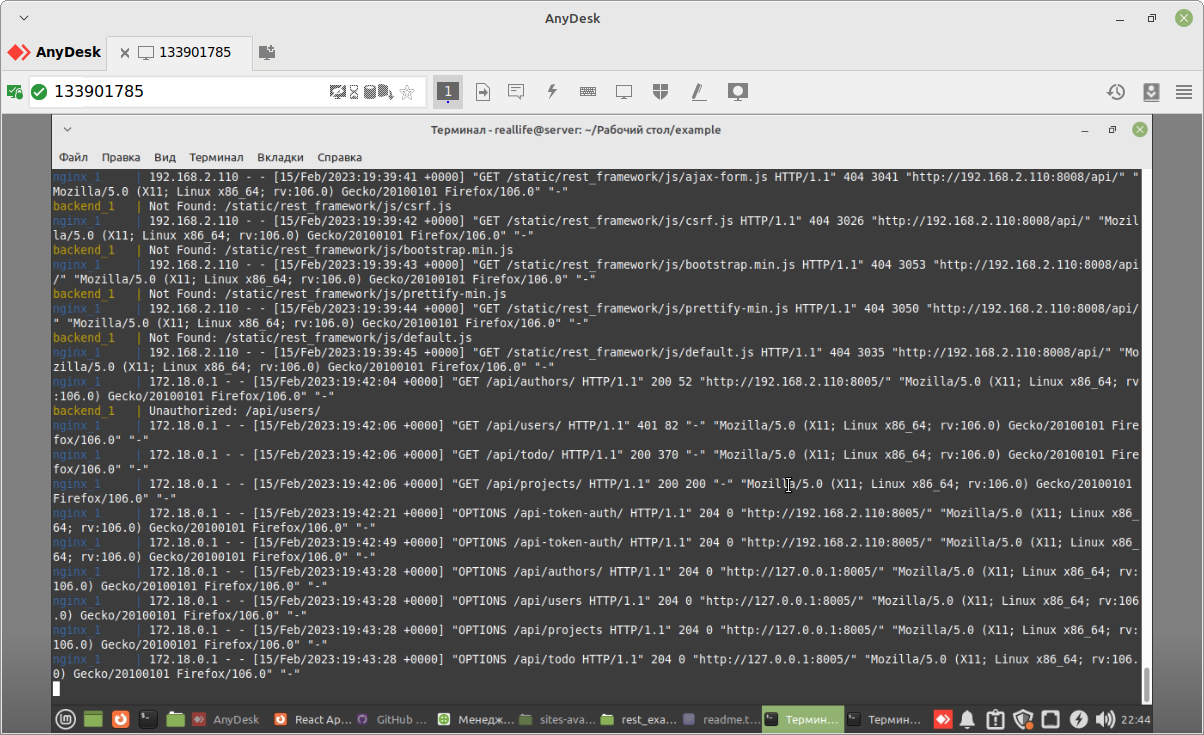 AnyDesk
AnyDesk
133901785
133901785
1
Терминал - reallife@server: ~/Рабочий стол/example
Файл Правка Вид Терминал Вкладки Справка
nginx_1 | 192.168.2.110 - - [15/Feb/2023:19:39:41 +0000] "GET /static/rest_framework/js/ajax-form.js HTTP/1.1" 404 3041 "http://192.168.2.110:8008/api/" "
Mozilla/5.0 (X11; Linux x86_64; rv:106.0) Gecko/20100101 Firefox/106.0" "-"
backend_1 | Not Found: /static/rest_framework/js/csrf.js
nginx_1 | 192.168.2.110 - - [15/Feb/2023:19:39:42 +0000] "GET /static/rest_framework/js/csrf.js HTTP/1.1" 404 3026 "http://192.168.2.110:8008/api/" "Mozil
la/5.0 (X11; Linux x86_64; rv:106.0) Gecko/20100101 Firefox/106.0" "-"
backend_1 | Not Found: /static/rest_framework/js/bootstrap.min.js
nginx_1 | 192.168.2.110 - - [15/Feb/2023:19:39:43 +0000] "GET /static/rest_framework/js/bootstrap.min.js HTTP/1.1" 404 3053 "http://192.168.2.110:8008/api
/" "Mozilla/5.0 (X11; Linux x86_64; rv:106.0) Gecko/20100101 Firefox/106.0" "-"
backend_1 | Not Found: /static/rest_framework/js/prettify-min.js
nginx_1 | 192.168.2.110 - - [15/Feb/2023:19:39:44 +0000] "GET /static/rest_framework/js/prettify-min.js HTTP/1.1" 404 3050 "http://192.168.2.110:8008/api/
" "Mozilla/5.0 (X11; Linux x86_64; rv:106.0) Gecko/20100101 Firefox/106.0" "-"
backend_1 | Not Found: /static/rest_framework/js/default.js
nginx_1 | 192.168.2.110 - - [15/Feb/2023:19:39:45 +0000] "GET /static/rest_framework/js/default.js HTTP/1.1" 404 3035 "http://192.168.2.110:8008/api/" "Mo
zilla/5.0 (X11; Linux x86_64; rv:106.0) Gecko/20100101 Firefox/106.0" "-"
nginx_1 | 172.18.0.1 - - [15/Feb/2023:19:42:04 +0000] "GET /api/authors/ HTTP/1.1" 200 52 "http://192.168.2.110:8005/" "Mozilla/5.0 (X11; Linux x86_64; rv
:106.0) Gecko/20100101 Firefox/106.0" "-"
backend_1 | Unauthorized: /api/users/
nginx_1 | 172.18.0.1 - - [15/Feb/2023:19:42:06 +0000] "GET /api/users/ HTTP/1.1" 401 82 "-" "Mozilla/5.0 (X11; Linux x86_64; rv:106.0) Gecko/20100101 Fire
fox/106.0" "-"
nginx_1 | 172.18.0.1 - - [15/Feb/2023:19:42:06 +0000] "GET /api/todo/ HTTP/1.1" 200 370 "-" "Mozilla/5.0 (X11; Linux x86_64; rv:106.0) Gecko/20100101 Fire
fox/106.0" "-"
nginx_1 | 172.18.0.1 - - [15/Feb/2023:19:42:06 +0000] "GET /api/projects/ HTTP/1.1" 200 200 "-" "Mozilla/5.0 (X11; Linux x86_64; rv:106.0) Gecko/20100101
Firefox/106.0" "-"
nginx_1 | 172.18.0.1 - - [15/Feb/2023:19:42:21 +0000] "OPTIONS /api-token-auth/ HTTP/1.1" 204 0 "http://192.168.2.110:8005/" "Mozilla/5.0 (X11; Linux x86_
64; rv:106.0) Gecko/20100101 Firefox/106.0" "-"
nginx_1 | 172.18.0.1 - - [15/Feb/2023:19:42:49 +0000] "OPTIONS /api-token-auth/ HTTP/1.1" 204 0 "http://192.168.2.110:8005/" "Mozilla/5.0 (X11; Linux x86_
64; rv:106.0) Gecko/20100101 Firefox/106.0" "-"
nginx_1 | 172.18.0.1 - - [15/Feb/2023:19:43:28 +0000] "OPTIONS /api/authors/ HTTP/1.1" 204 0 "http://127.0.0.1:8005/" "Mozilla/5.0 (X11; Linux x86_64; rv:
106.0) Gecko/20100101 Firefox/106.0" "-"
nginx_1 | 172.18.0.1 - - [15/Feb/2023:19:43:28 +0000] "OPTIONS /api/users HTTP/1.1" 204 0 "http://127.0.0.1:8005/" "Mozilla/5.0 (X11; Linux x86_64; rv:106
.0) Gecko/20100101 Firefox/106.0" "-"
nginx_1 | 172.18.0.1 - - [15/Feb/2023:19:43:28 +0000] "OPTIONS /api/projects HTTP/1.1" 204 0 "http://127.0.0.1:8005/" "Mozilla/5.0 (X11; Linux x86_64; rv:
106.0) Gecko/20100101 Firefox/106.0" "-"
nginx_1 | 172.18.0.1 - - [15/Feb/2023:19:43:28 +0000] "OPTIONS /api/todo HTTP/1.1" 204 0 "http://127.0.0.1:8005/" "Mozilla/5.0 (X11; Linux x86_64; rv:106.
0) Gecko/20100101 Firefox/106.0" "-"
AnyDesk React Ap... GitHub ... Менедж... sites-ava... rest_exa... readme.t... Термин... Термин... 22:44